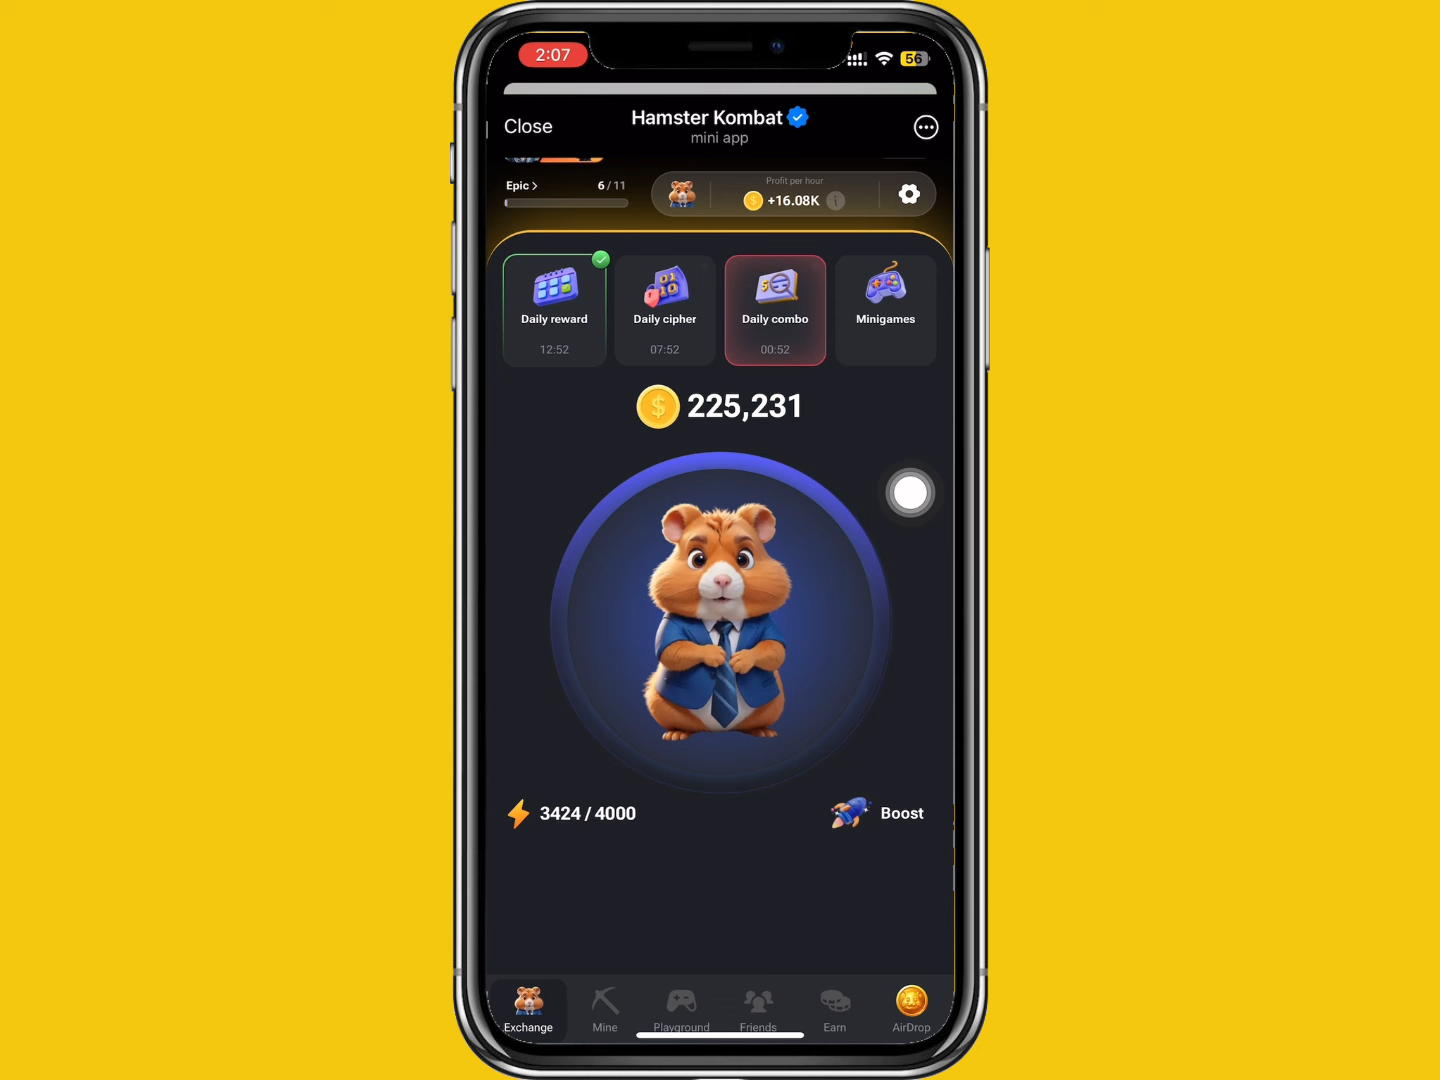 2:07
56
Close
Hamster Kombat
mini app
Epic >
6 / 11
Profit per hour
+16.08K
Daily reward
12:52
Daily cipher
07:52
Daily combo
00:52
Minigames
225,231
3424 / 4000
Boost
Exchange
Mine
Playground
Friends
Earn
AirDrop